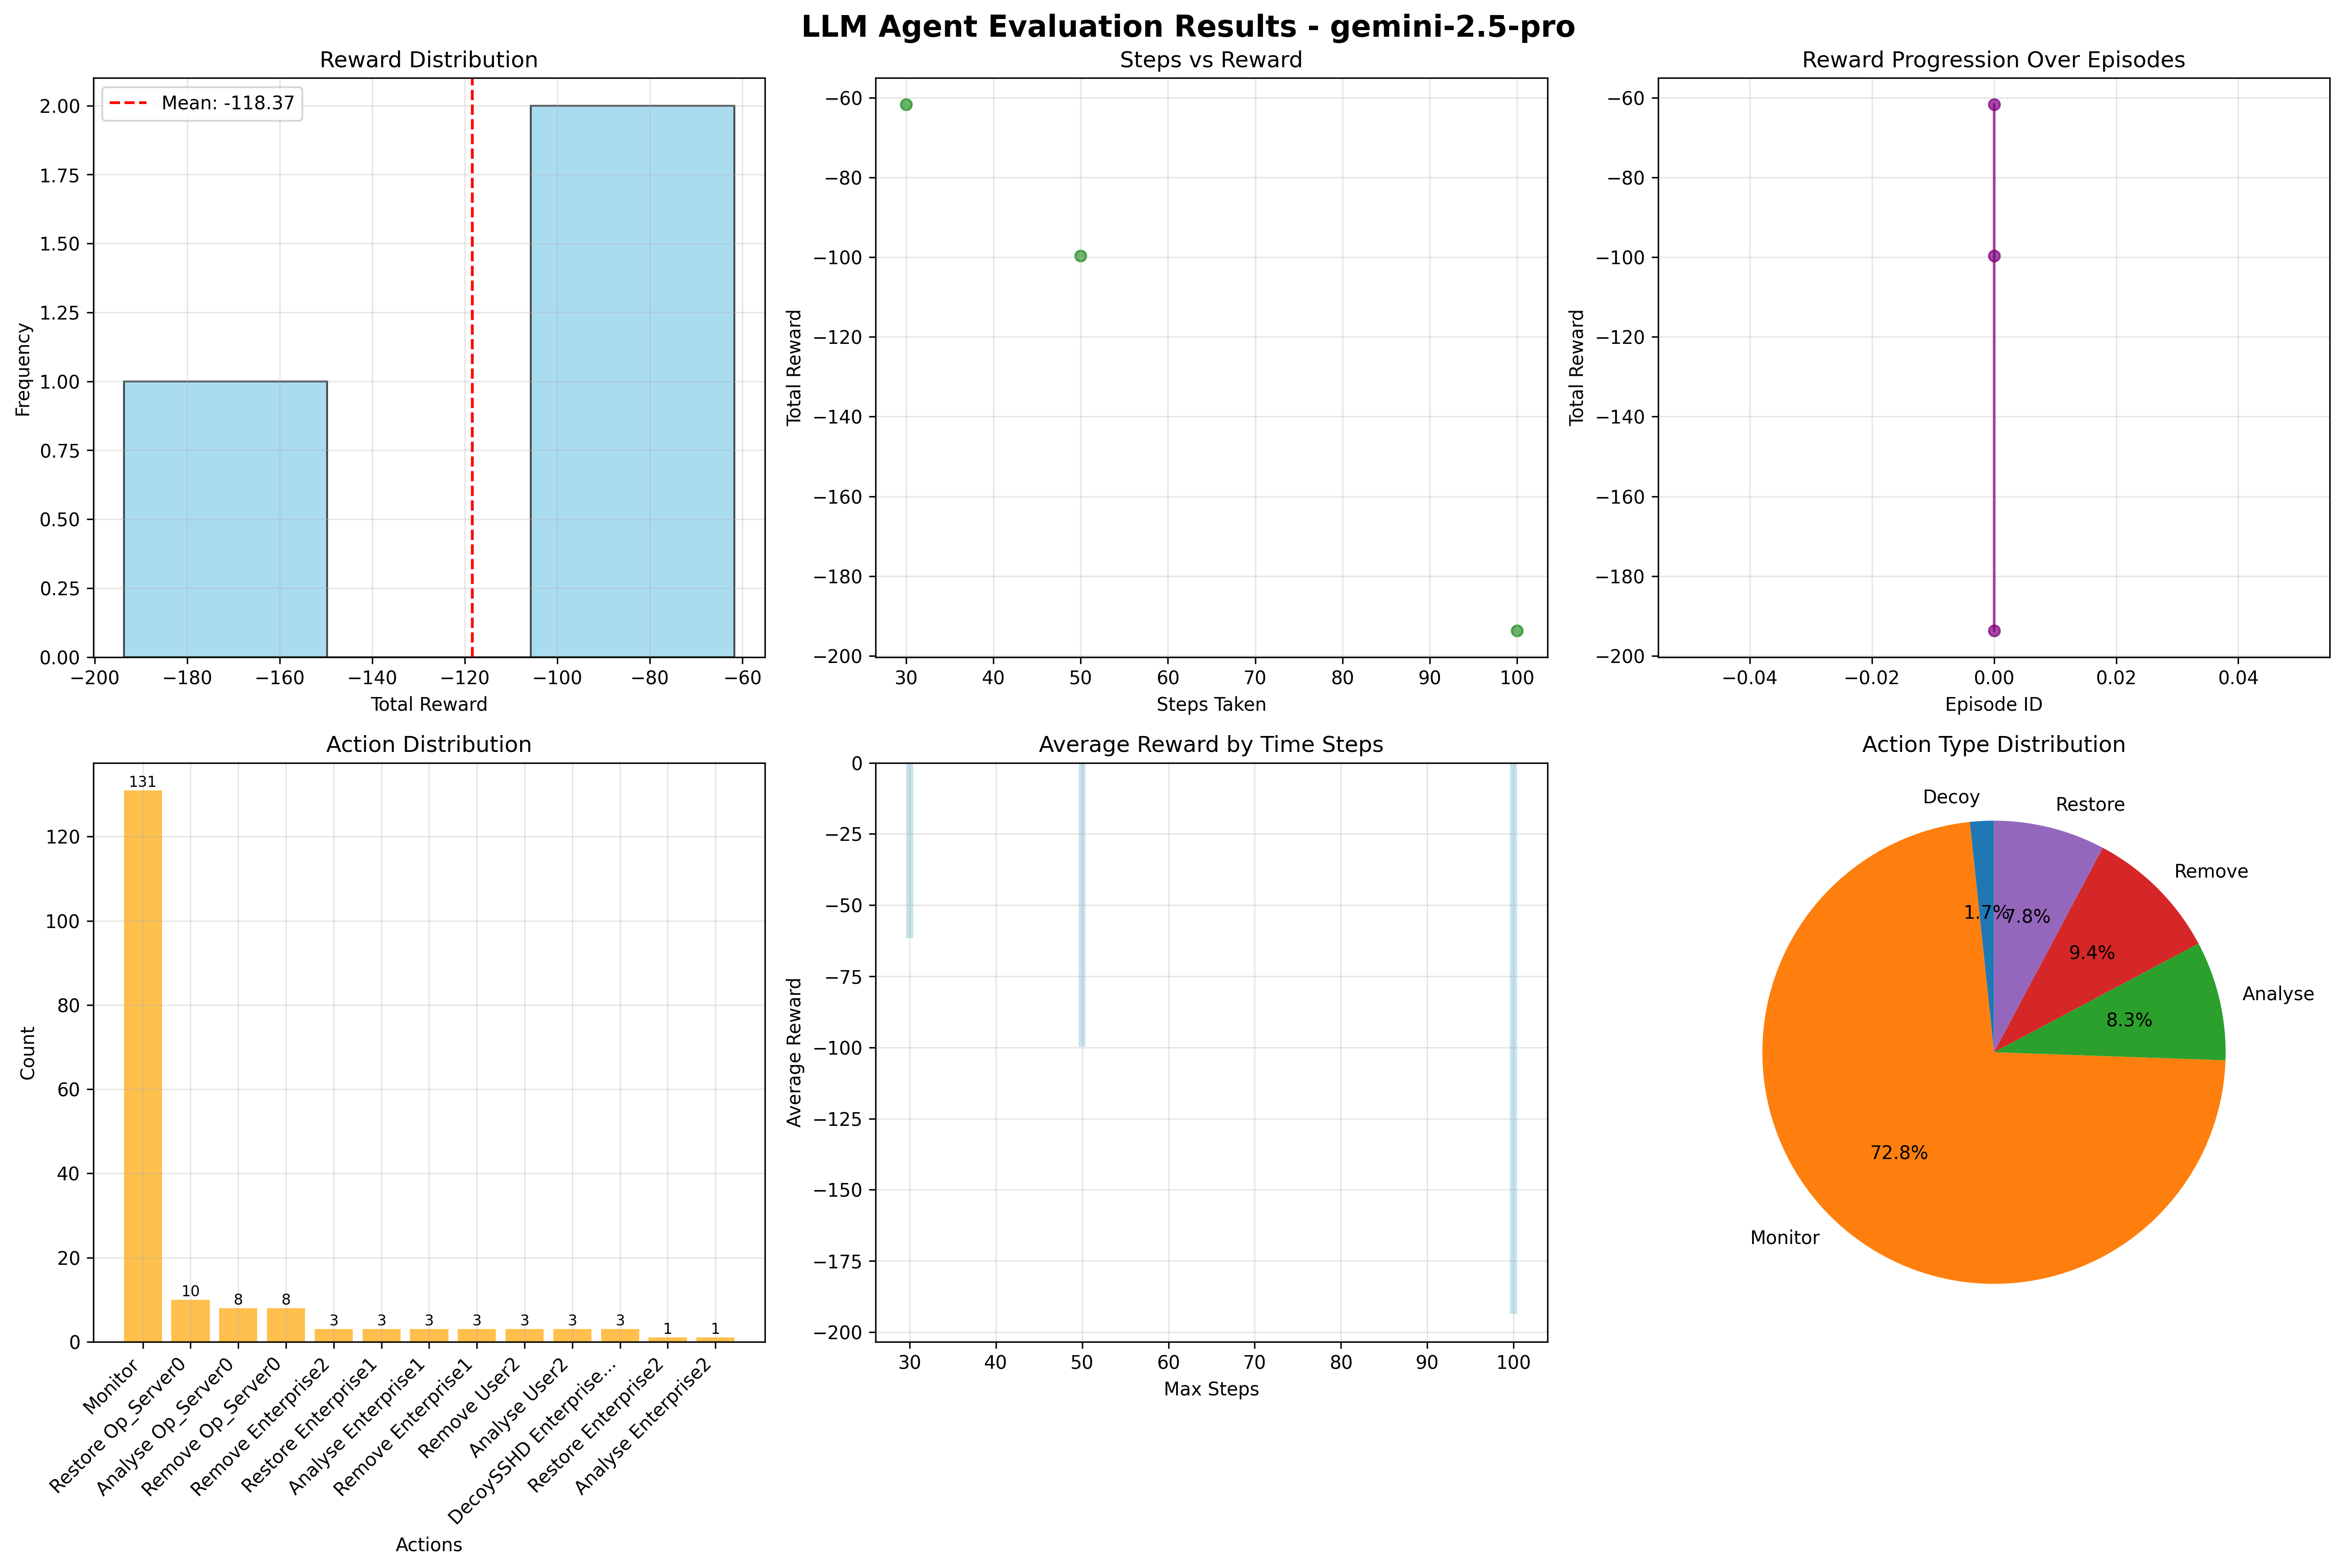 LLM Agent Evaluation Results - gemini-2.5-pro
Reward Distribution
Mean: -118.37
2.00
1.75
1.50
1.25
1.00
0.75
0.50
0.25
0.00
Frequency
−200 −180 −160 −140 −120 −100 −80 −60
Total Reward
Steps vs Reward
−60
−80
−100
−120
−140
−160
−180
−200
Total Reward
30 40 50 60 70 80 90 100
Steps Taken
Reward Progression Over Episodes
−60
−80
−100
−120
−140
−160
−180
−200
Total Reward
−0.04 −0.02 0.00 0.02 0.04
Episode ID
Action Distribution
120
100
80
60
40
20
0
Count
131 10 8 8 3 3 3 3 3 3 3 1 1
Monitor
Restore Op_Server0
Analyse Op_Server0
Remove Op_Server0
Remove Enterprise2
Restore Enterprise1
Analyse Enterprise1
Remove Enterprise1
Remove User2
Analyse User2
DecoySSHD Enterprise...
Restore Enterprise2
Analyse Enterprise2
Actions
Average Reward by Time Steps
0
−25
−50
−75
−100
−125
−150
−175
−200
Average Reward
30 40 50 60 70 80 90 100
Max Steps
Action Type Distribution
Decoy
Restore
Remove
Analyse
Monitor
1.7%
7.8%
9.4%
8.3%
72.8%